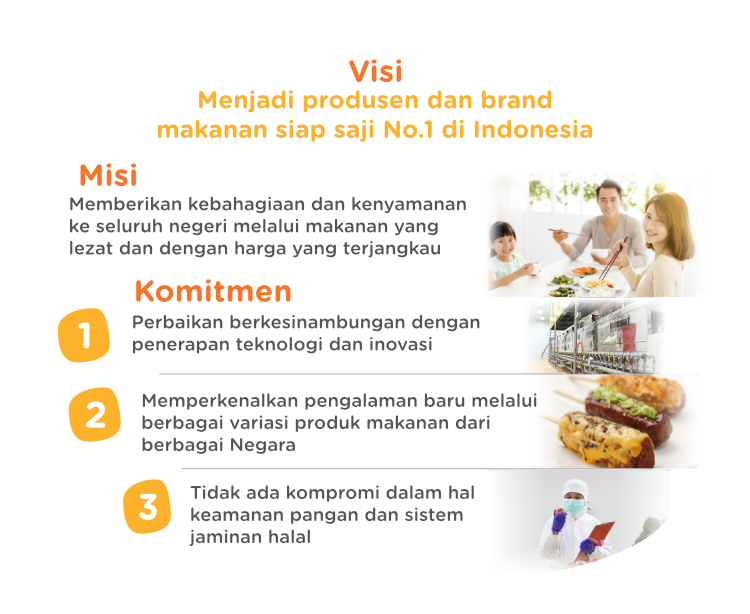 Visi
Menjadi produsen dan brand
makanan siap saji No.1 di Indonesia
Misi
Memberikan kebahagiaan dan kenyamanan
ke seluruh negeri melalui makanan yang
lezat dan dengan harga yang terjangkau
Komitmen
1
Perbaikan berkesinambungan dengan
penerapan teknologi dan inovasi
2
Memperkenalkan pengalaman baru melalui
berbagai variasi produk makanan dari
berbagai Negara
3
Tidak ada kompromi dalam hal
keamanan pangan dan sistem
jaminan halal